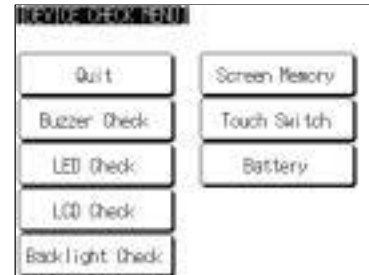 DEVICE CHECK MENU
Quit
Screen Memory
Buzzer Check
Touch Switch
LED Check
Battery
LCD Check
Backlight Check